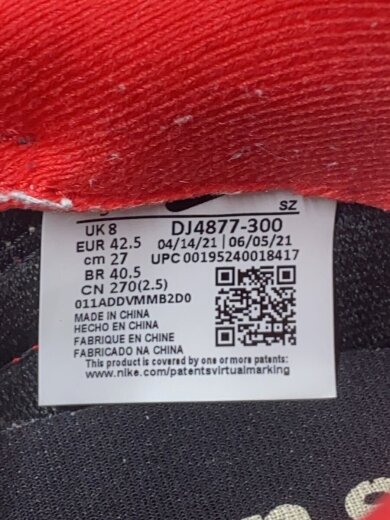 SZ
UK 8 DJ4877-300
EUR 42.5 04/14/21 | 06/05/21
cm 27 UPC 00195240018417
BR 40.5
CN 270(2.5)
011ADDVMMB2D0
MADE IN CHINA
HECHO EN CHINA
FABRIQUE EN CHINE
FABRICADO NA CHINA
This product is covered by one or more patents:
www.nike.com/patentsvirtualmarking